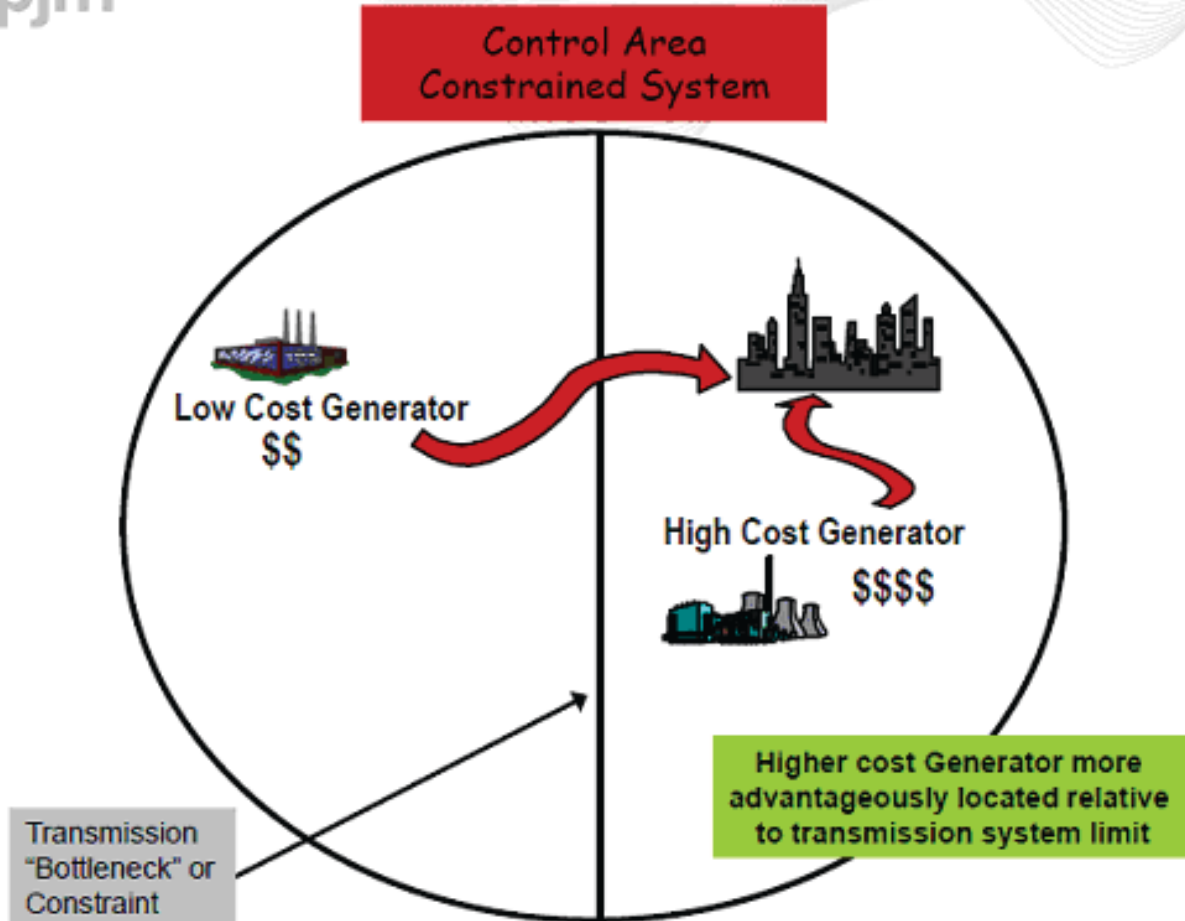 pjm
Control Area
Constrained System
Low Cost Generator
$$
High Cost Generator
$$$$
Higher cost Generator more
advantageously located relative
to transmission system limit
Transmission
"Bottleneck" or
Constraint